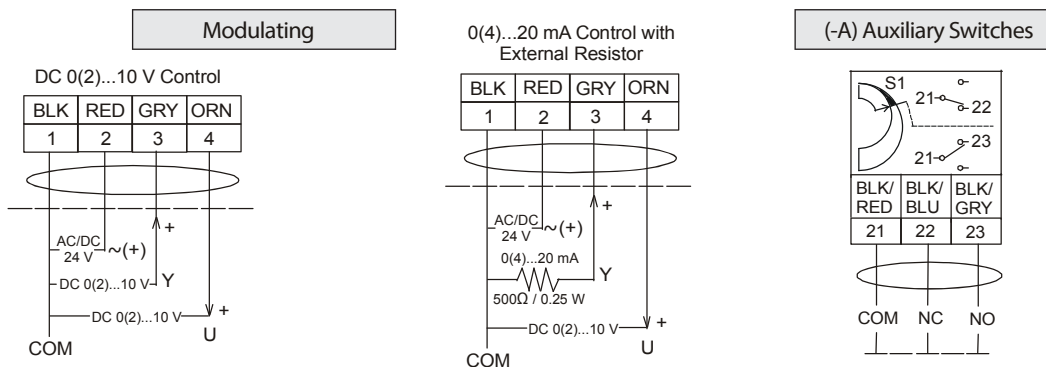 Modulating
DC 0(2)...10 V Control
BLK RED GRY ORN
1 2 3 4
+
AC/DC
24 V
~(+)
DC 0(2)...10 V
Y
DC 0(2)...10 V
+
U
COM
0(4)...20 mA Control with
External Resistor
BLK RED GRY ORN
1 2 3 4
+
AC/DC
24 V
~(+)
0(4)...20 mA
Y
500Ω / 0.25 W
DC 0(2)...10 V
+
U
COM
(-A) Auxiliary Switches
S1
21
22
23
21
BLK/ BLK/ BLK/
RED BLU GRY
21 22 23
COM NC NO